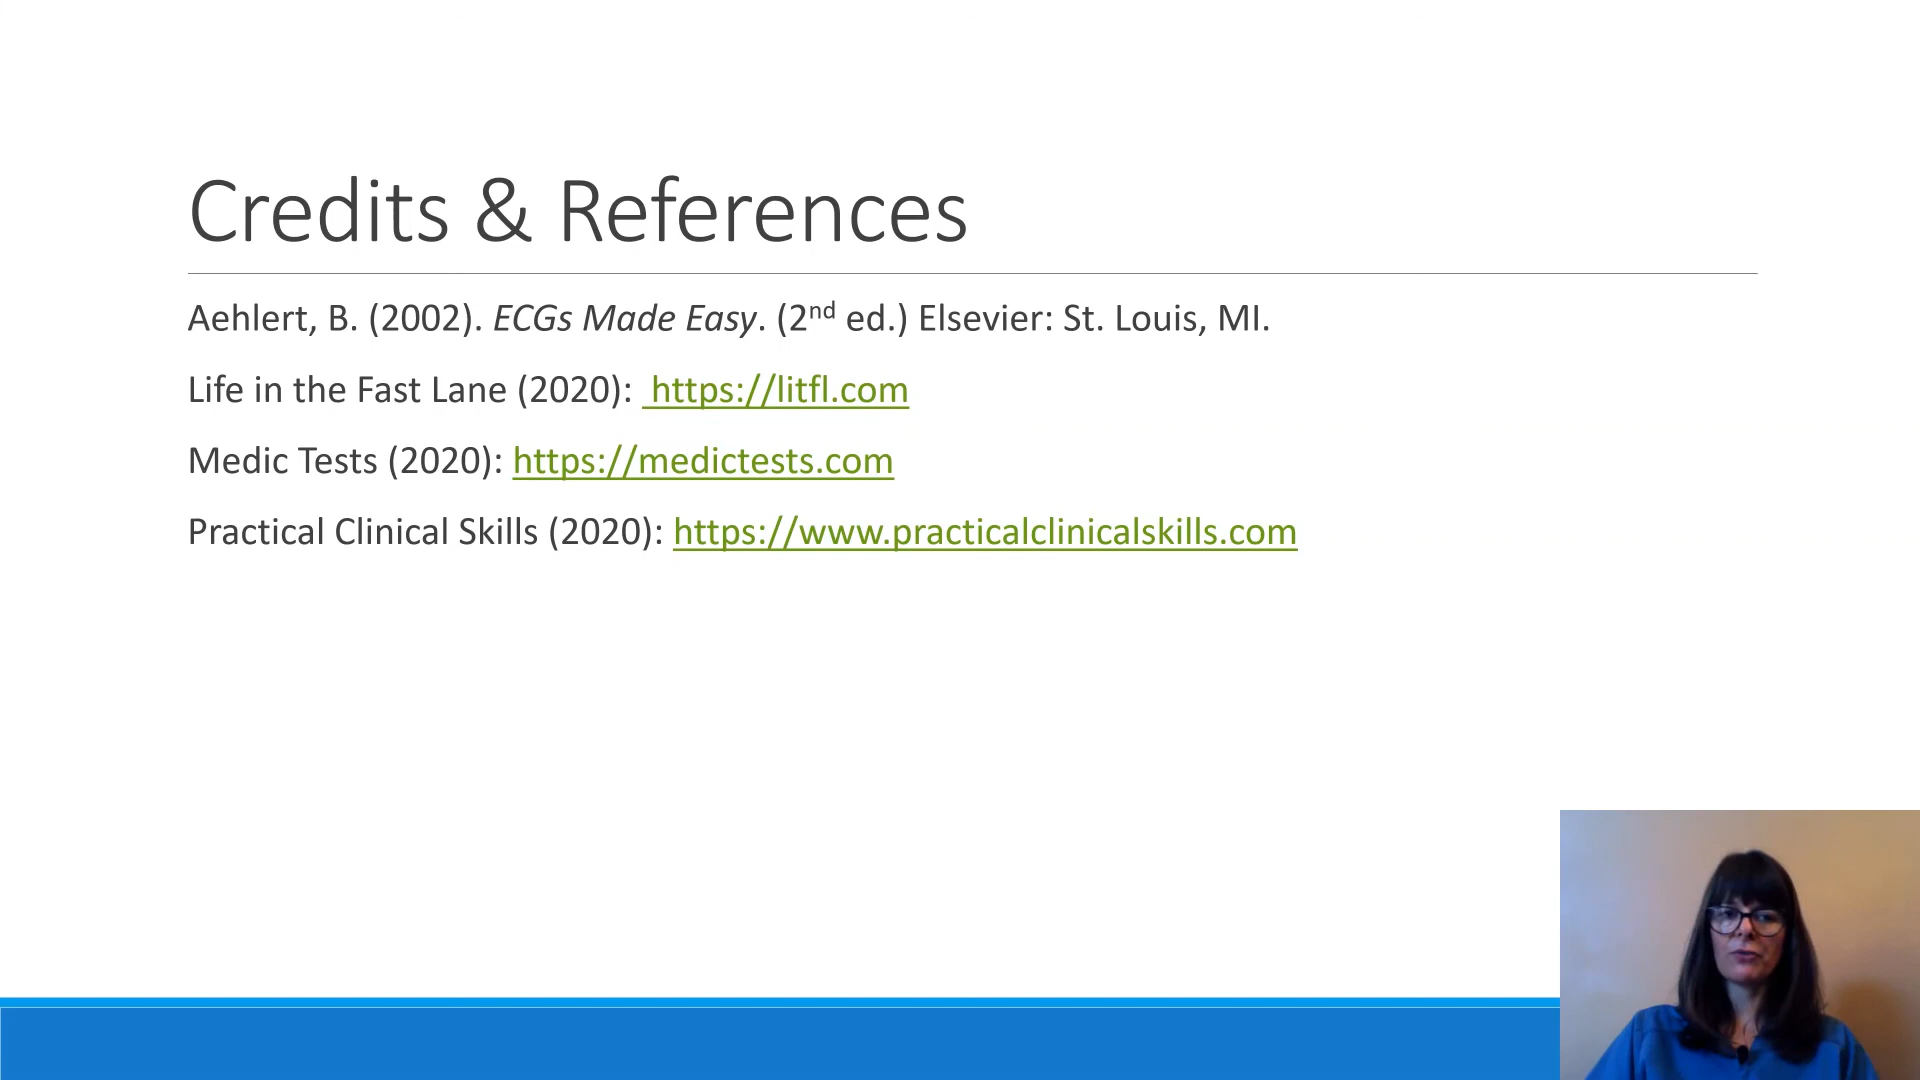 Credits & References
Aehlert, B. (2002). ECGs Made Easy. (2nd ed.) Elsevier: St. Louis, MI.
Life in the Fast Lane (2020): https://litfl.com
Medic Tests (2020): https://medictests.com
Practical Clinical Skills (2020): https://www.practicalclinicalskills.com